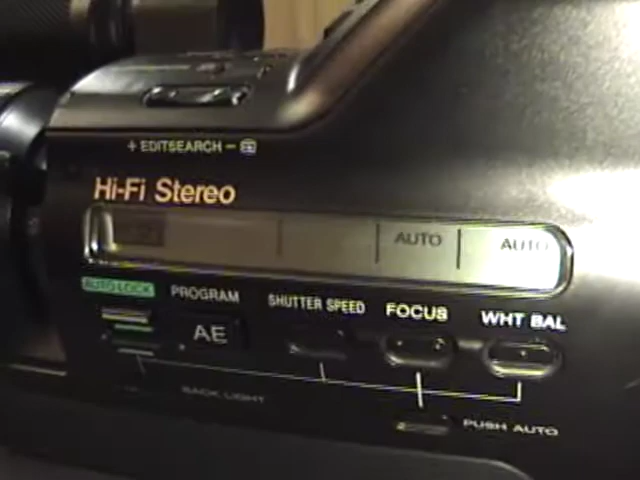 + EDITSEARCH -
Hi-Fi Stereo
AUTO AUTO
AUTO LOCK PROGRAM SHUTTER SPEED FOCUS WHT BAL
AE
BACK LIGHT PUSH AUTO